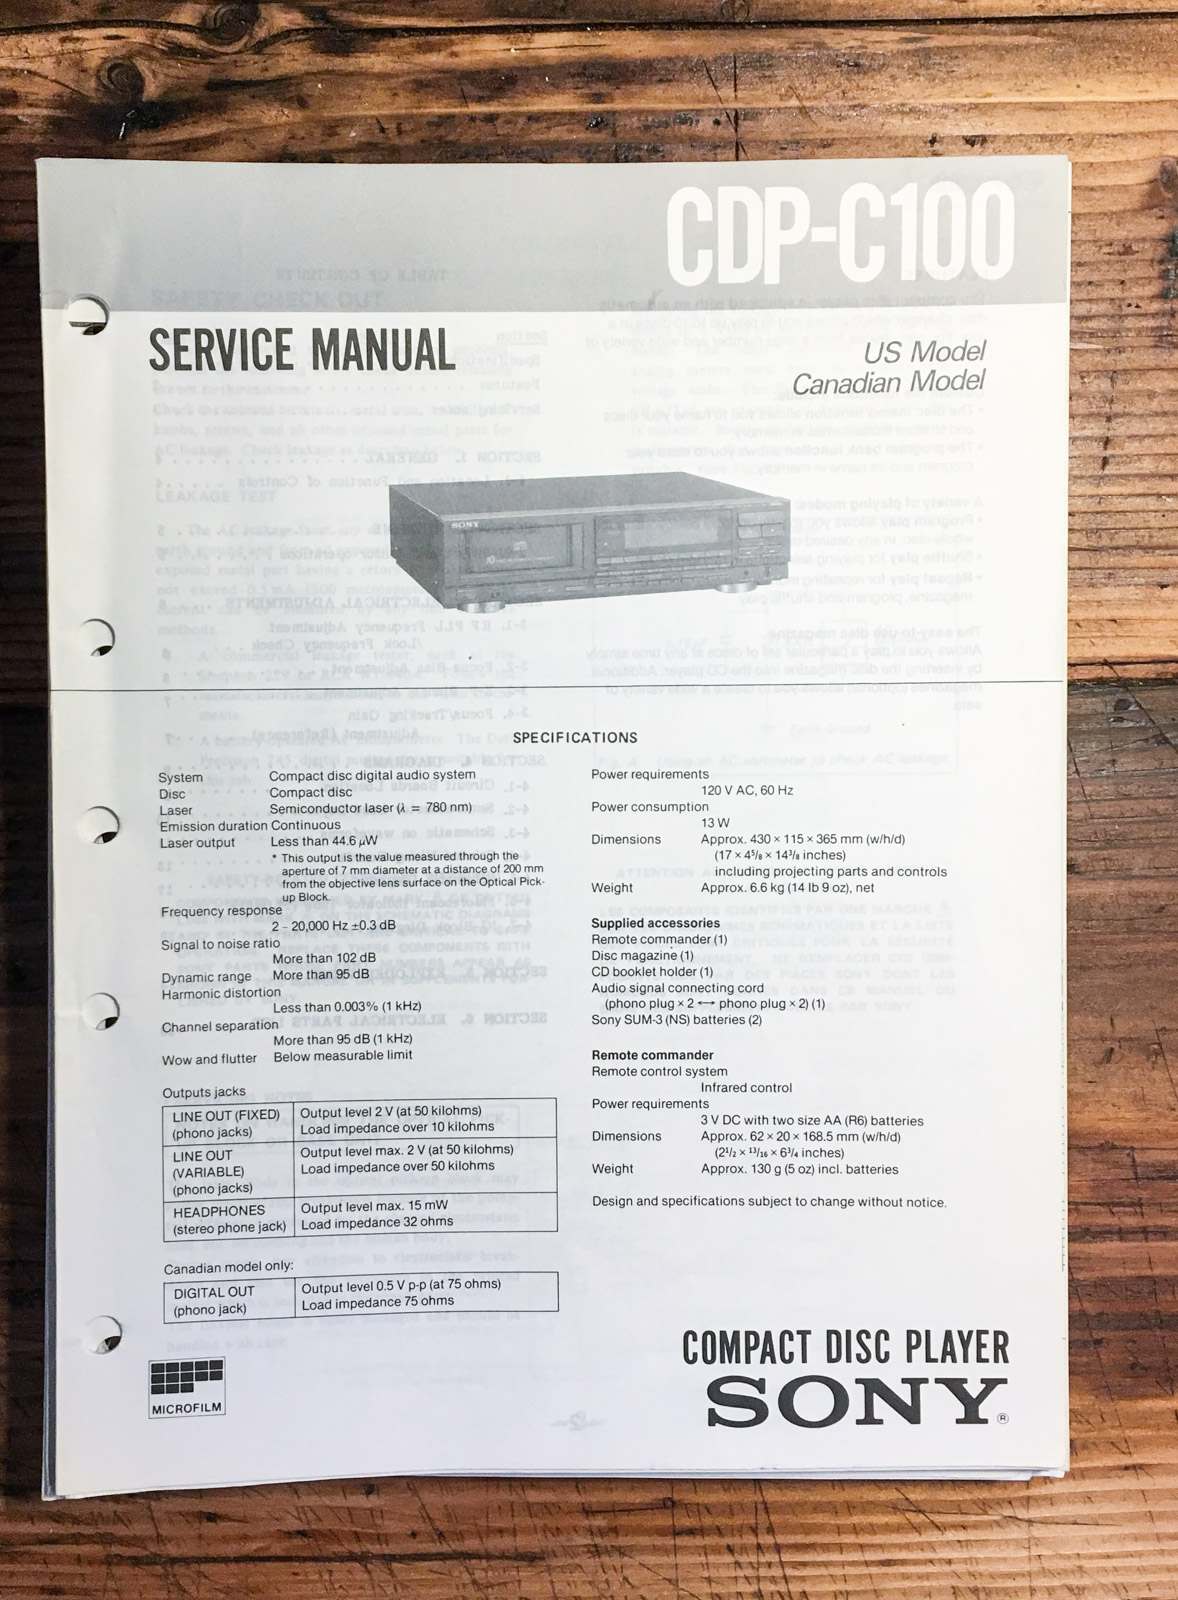 CDP-C100
SERVICE MANUAL
US Model
Canadian Model
SONY
SPECIFICATIONS
System Compact disc digital audio system
Disc Compact disc
Laser Semiconductor laser (λ = 780 nm)
Emission duration Continuous
Laser output Less than 44.6 μW
* This output is the value measured through the
aperture of 7 mm diameter at a distance of 200 mm
from the objective lens surface on the Optical Pick-
up Block.
Frequency response
2 – 20,000 Hz ±0.3 dB
Signal to noise ratio
More than 102 dB
Dynamic range More than 95 dB
Harmonic distortion
Less than 0.003% (1 kHz)
Channel separation
More than 95 dB (1 kHz)
Wow and flutter Below measurable limit
Outputs jacks
LINE OUT (FIXED) Output level 2 V (at 50 kilohms)
(phono jacks) Load impedance over 10 kilohms
LINE OUT Output level max. 2 V (at 50 kilohms)
(VARIABLE) Load impedance over 50 kilohms
(phono jacks)
HEADPHONES Output level max. 15 mW
(stereo phone jack) Load impedance 32 ohms
Canadian model only:
DIGITAL OUT Output level 0.5 V p-p (at 75 ohms)
(phono jack) Load impedance 75 ohms
Power requirements
120 V AC, 60 Hz
Power consumption
13 W
Dimensions Approx. 430 × 115 × 365 mm (w/h/d)
(17 × 4⁵/₈ × 14³/₈ inches)
including projecting parts and controls
Weight Approx. 6.6 kg (14 lb 9 oz), net
Supplied accessories
Remote commander (1)
Disc magazine (1)
CD booklet holder (1)
Audio signal connecting cord
(phono plug × 2 ↔ phono plug × 2) (1)
Sony SUM-3 (NS) batteries (2)
Remote commander
Remote control system
Infrared control
Power requirements
3 V DC with two size AA (R6) batteries
Dimensions Approx. 62 × 20 × 168.5 mm (w/h/d)
(2¹/₂ × ¹³/₁₆ × 6³/₄ inches)
Weight Approx. 130 g (5 oz) incl. batteries
Design and specifications subject to change without notice.
MICROFILM
COMPACT DISC PLAYER
SONY®